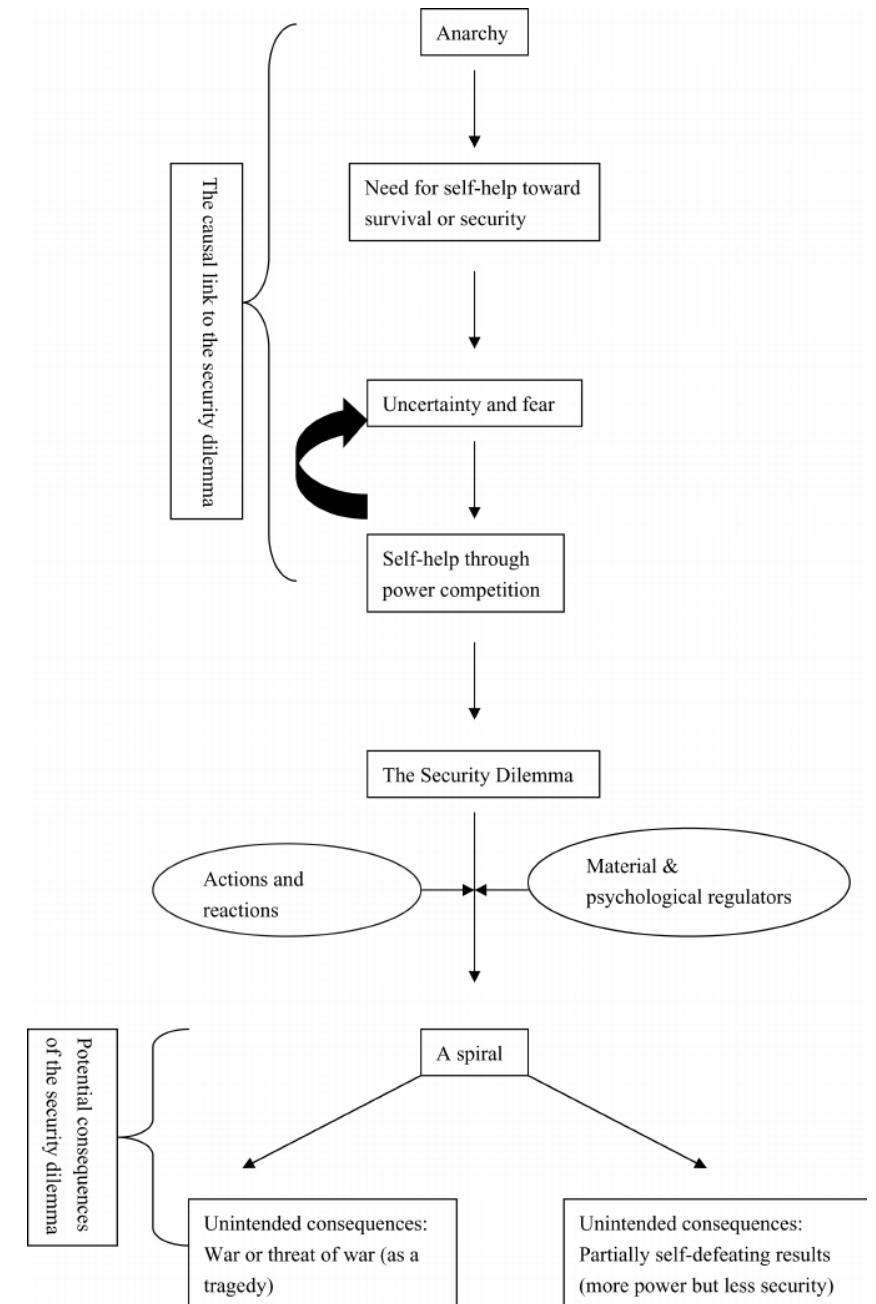 Anarchy
Need for self-help toward
survival or security
The causal link to the security dilemma
Uncertainty and fear
Self-help through
power competition
The Security Dilemma
Actions and
reactions
Material &
psychological regulators
Potential consequences
of the security dilemma
A spiral
Unintended consequences:
War or threat of war (as a
tragedy)
Unintended consequences:
Partially self-defeating results
(more power but less security)